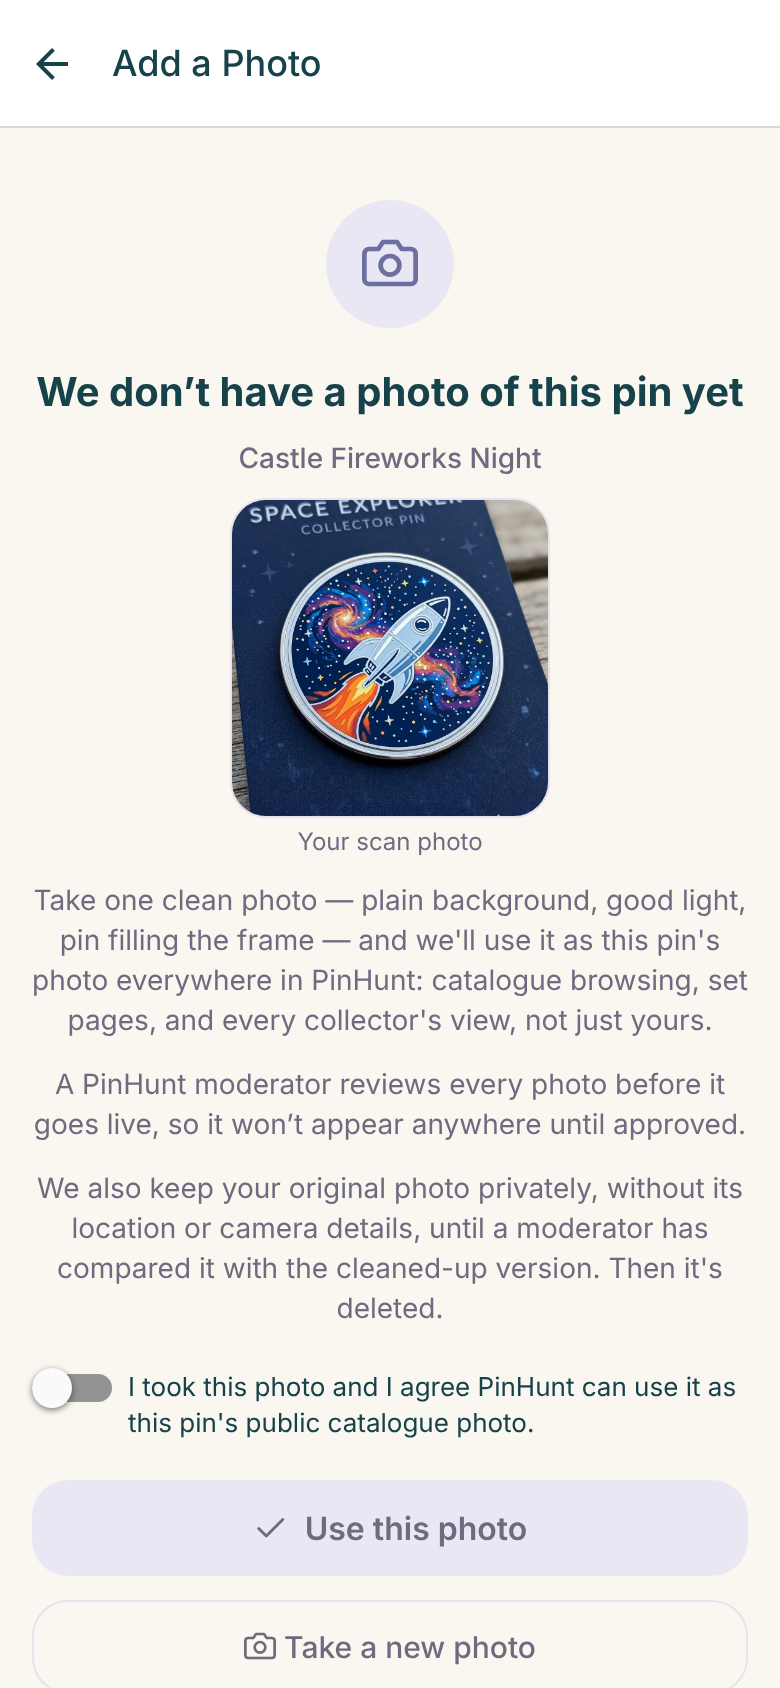 Add a Photo
We don’t have a photo of this pin yet
Castle Fireworks Night
SPACE EXPLORER
COLLECTOR PIN
Your scan photo
Take one clean photo — plain background, good light,
pin filling the frame — and we'll use it as this pin's
photo everywhere in PinHunt: catalogue browsing, set
pages, and every collector's view, not just yours.
A PinHunt moderator reviews every photo before it
goes live, so it won’t appear anywhere until approved.
We also keep your original photo privately, without its
location or camera details, until a moderator has
compared it with the cleaned-up version. Then it's
deleted.
I took this photo and I agree PinHunt can use it as
this pin's public catalogue photo.
Use this photo
Take a new photo